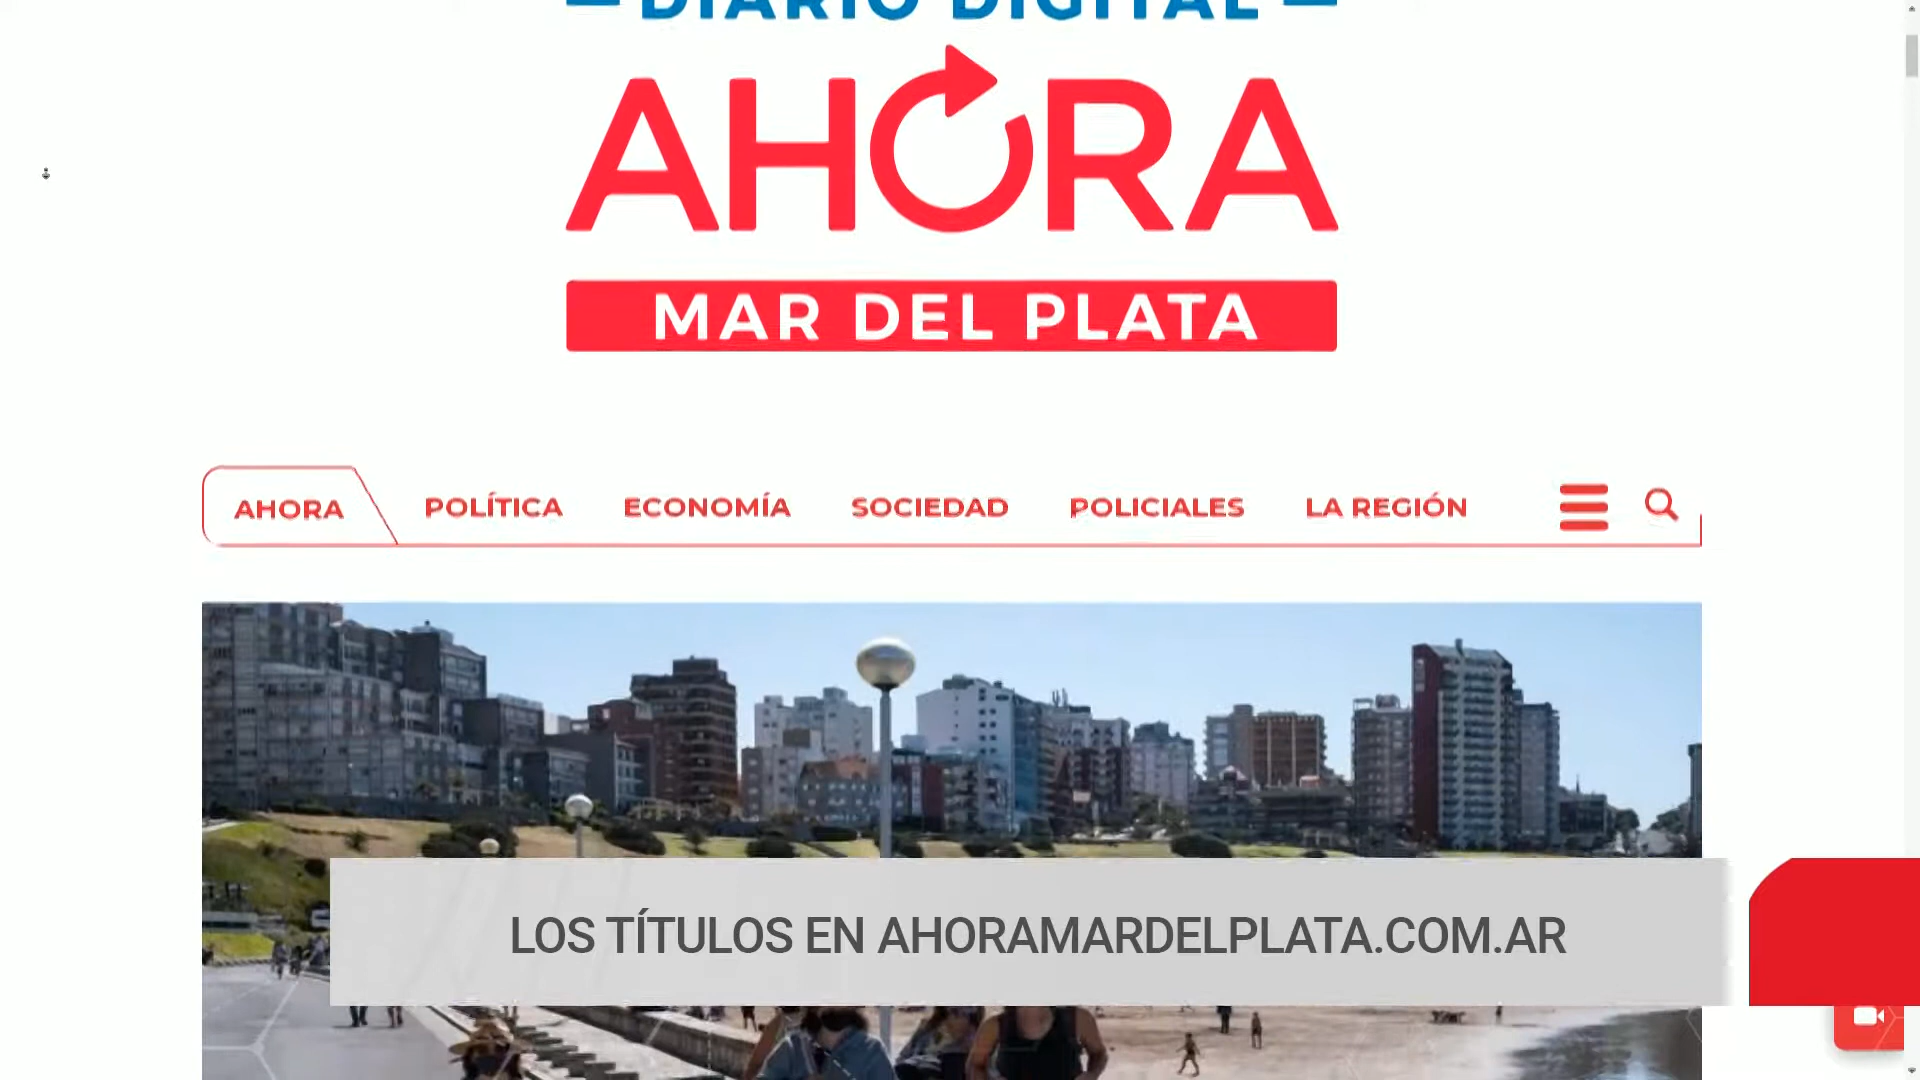 DIARIO DIGITAL
AHORA
MAR DEL PLATA
AHORA POLÍTICA ECONOMÍA SOCIEDAD POLICIALES LA REGIÓN
LOS TÍTULOS EN AHORAMARDELPLATA.COM.AR